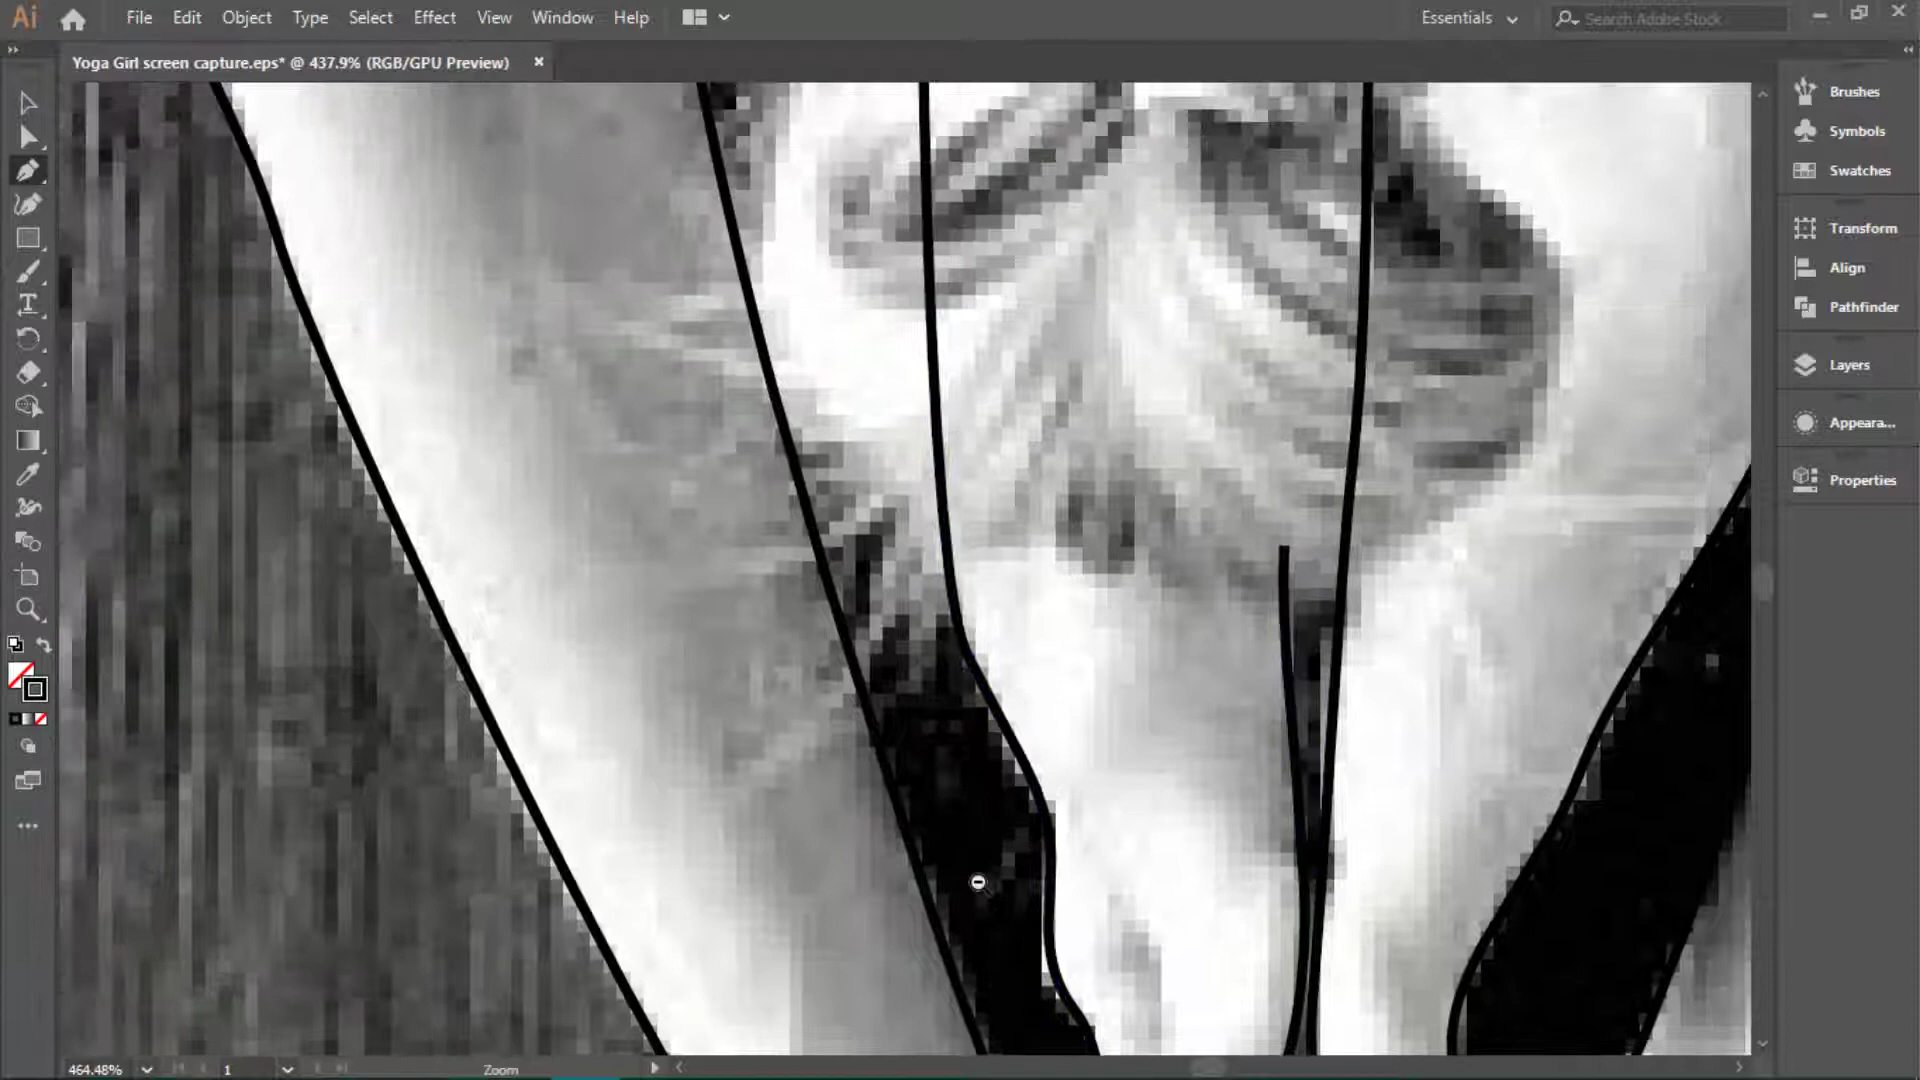 Ai File Edit Object Type Select Effect View Window Help Essentials Search Adobe Stock
Yoga Girl screen capture.eps* @ 437.9% (RGB/GPU Preview) ×
Brushes
Symbols
Swatches
Transform
Align
Pathfinder
Layers
Appeara...
Properties
464.48% 1 Zoom